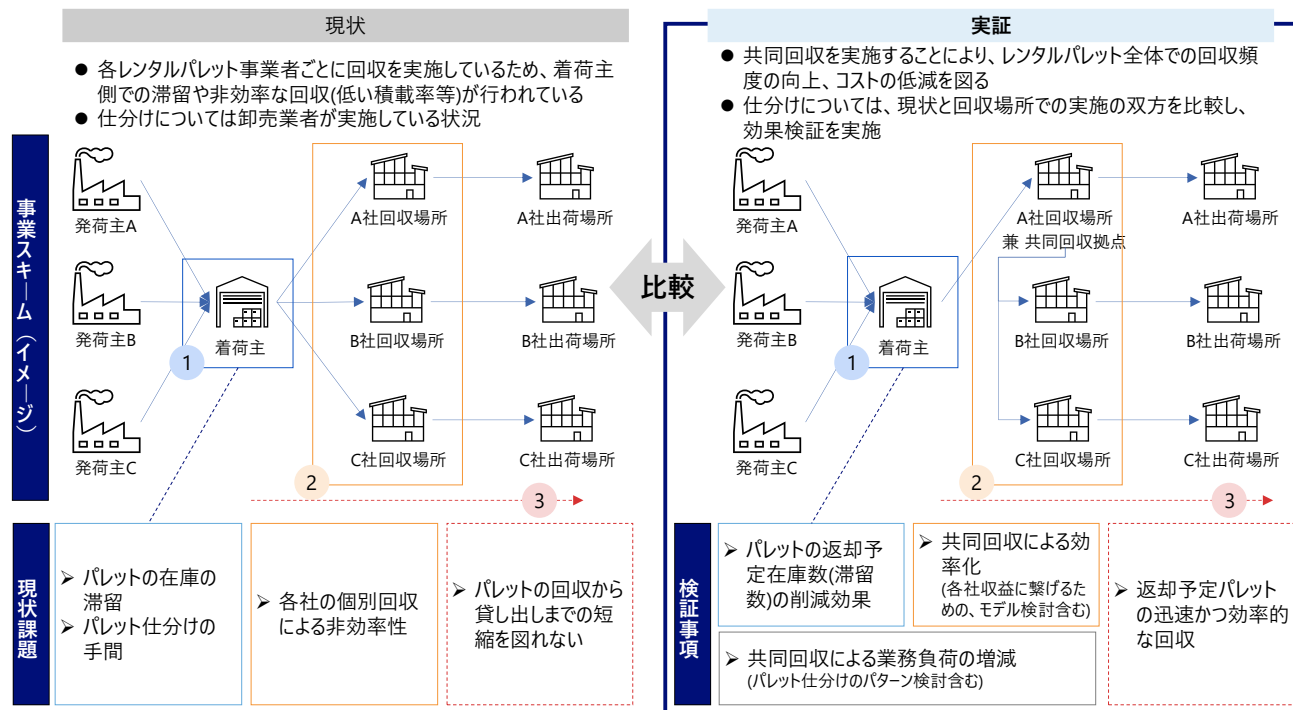 現状
● 各レンタルパレット事業者ごとに回収を実施しているため、着荷主
側での滞留や非効率な回収(低い積載率等)が行われている
● 仕分けについては卸売業者が実施している状況
事業スキーム（イメージ）
発荷主A
発荷主B
発荷主C
着荷主
1
A社回収場所
B社回収場所
C社回収場所
2
A社出荷場所
B社出荷場所
C社出荷場所
3
現状課題
➢ パレットの在庫の
滞留
➢ パレット仕分けの
手間
➢ 各社の個別回収
による非効率性
➢ パレットの回収から
貸し出しまでの短
縮を図れない
比較
実証
● 共同回収を実施することにより、レンタルパレット全体での回収頻
度の向上、コストの低減を図る
● 仕分けについては、現状と回収場所での実施の双方を比較し、
効果検証を実施
発荷主A
発荷主B
発荷主C
着荷主
1
A社回収場所
兼 共同回収拠点
B社回収場所
C社回収場所
2
A社出荷場所
B社出荷場所
C社出荷場所
3
検証事項
➢ パレットの返却予
定在庫数(滞留
数)の削減効果
➢ 共同回収による効
率化
(各社収益に繋げるた
めの、モデル検討含む)
➢ 返却予定パレット
の迅速かつ効率的
な回収
➢ 共同回収による業務負荷の増減
(パレット仕分けのパターン検討含む)